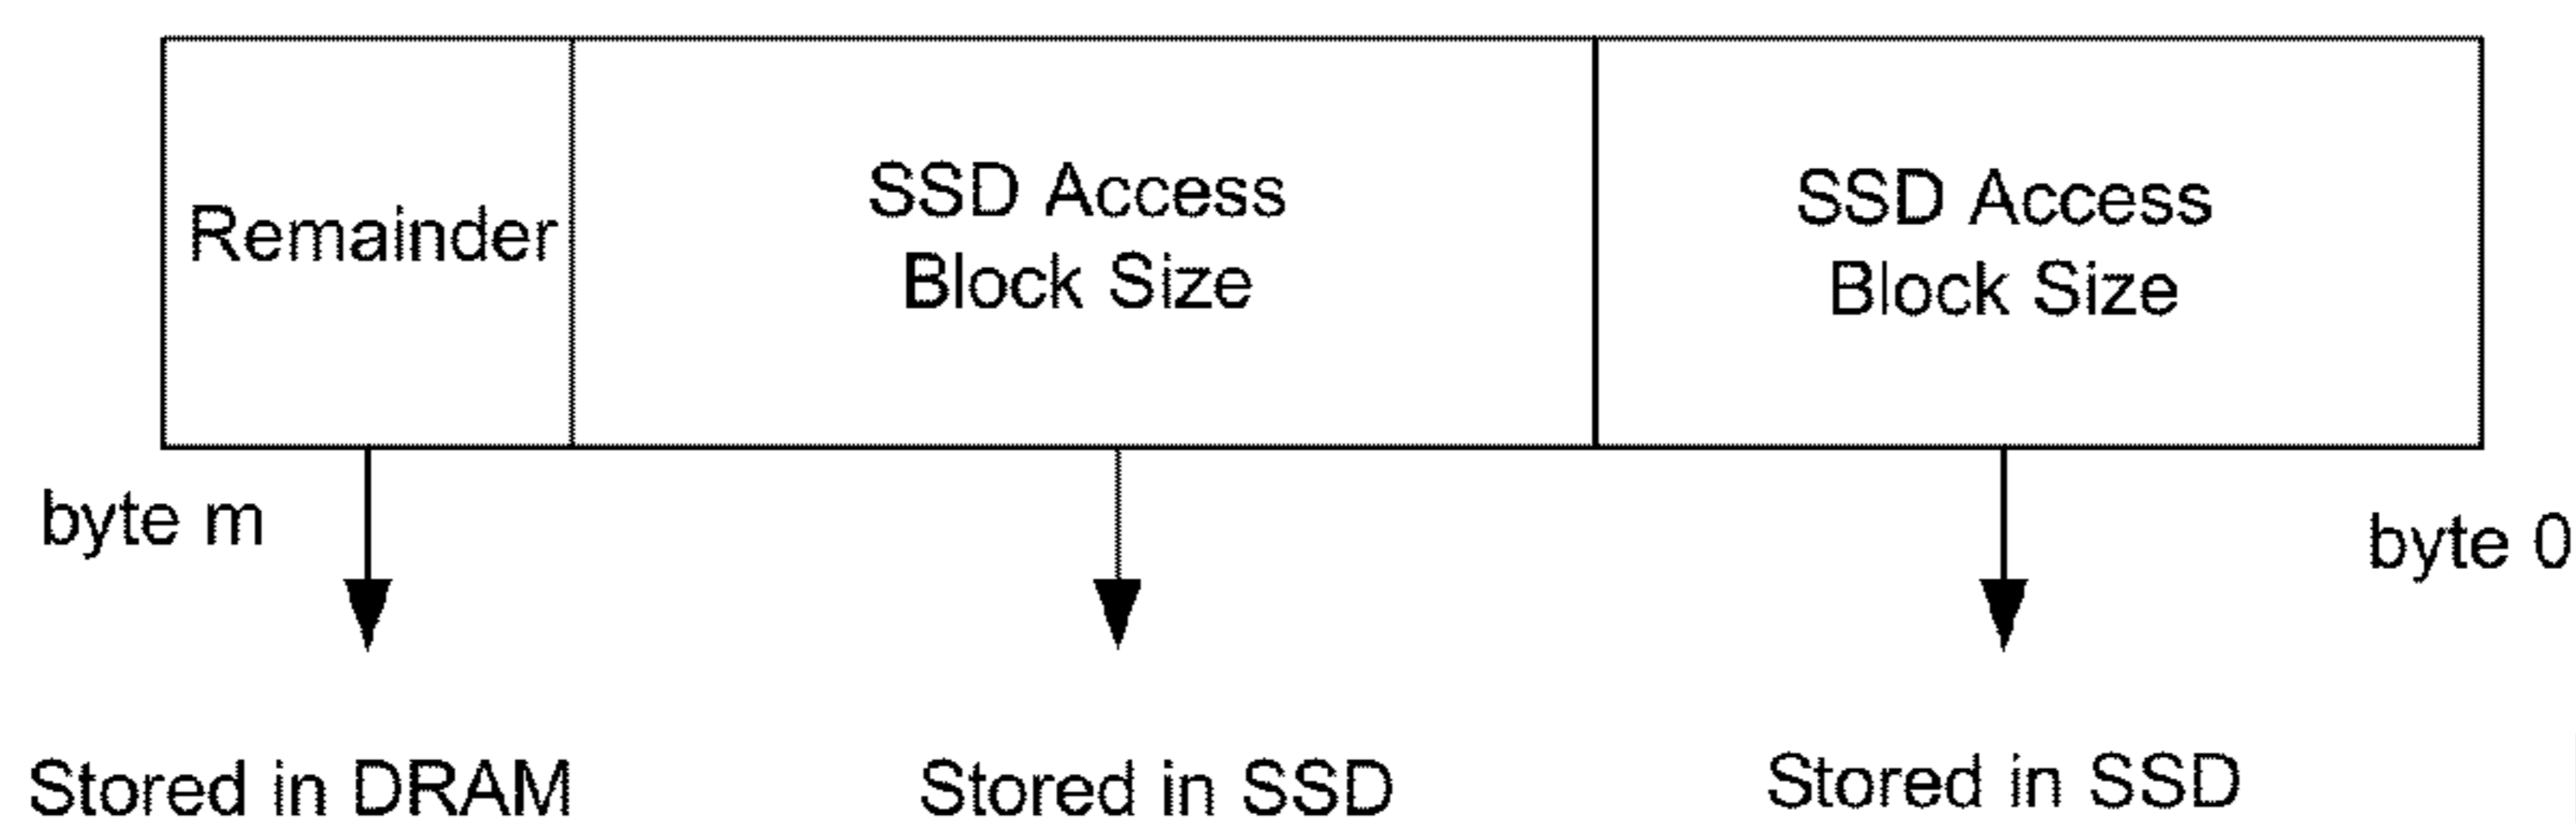 Remainder
SSD Access
Block Size
SSD Access
Block Size
byte m
byte 0
Stored in DRAM
Stored in SSD
Stored in SSD